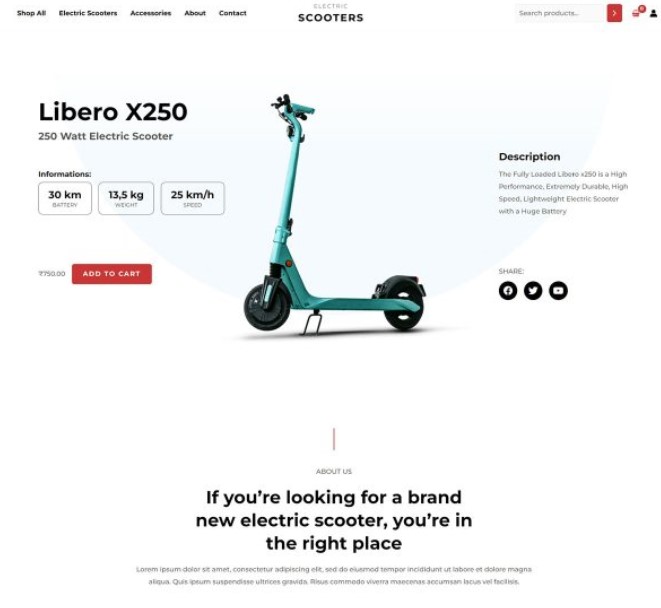 Shop All
Electric Scooters
Accessories
About
Contact
ELECTRIC
SCOOTERS
Search products...
Libero X250
250 Watt Electric Scooter
Informations:
30 km
BATTERY
13,5 kg
WEIGHT
25 km/h
SPEED
₹750.00
ADD TO CART
Description
The Fully Loaded Libero x250 is a High
Performance, Extremely Durable, High
Speed, Lightweight Electric Scooter
with a Huge Battery
SHARE:
ABOUT US
If you’re looking for a brand
new electric scooter, you’re in
the right place
Lorem ipsum dolor sit amet, consectetur adipiscing elit, sed do eiusmod tempor incididunt ut labore et dolore magna
aliqua. Quis ipsum suspendisse ultrices gravida. Risus commodo viverra maecenas accumsan lacus vel facilisis.